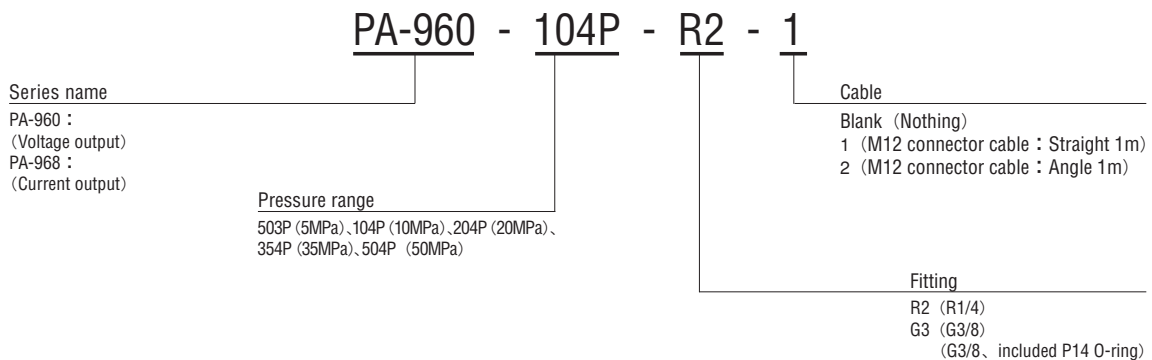 PA-960 - 104P - R2 - 1
Series name
PA-960：
（Voltage output）
PA-968：
（Current output）
Pressure range
503P（5MPa）、104P（10MPa）、204P（20MPa）、
354P（35MPa）、504P（50MPa）
Cable
Blank（Nothing）
1（M12 connector cable：Straight 1m）
2（M12 connector cable：Angle 1m）
Fitting
R2（R1/4）
G3（G3/8）
（G3/8、included P14 O-ring）